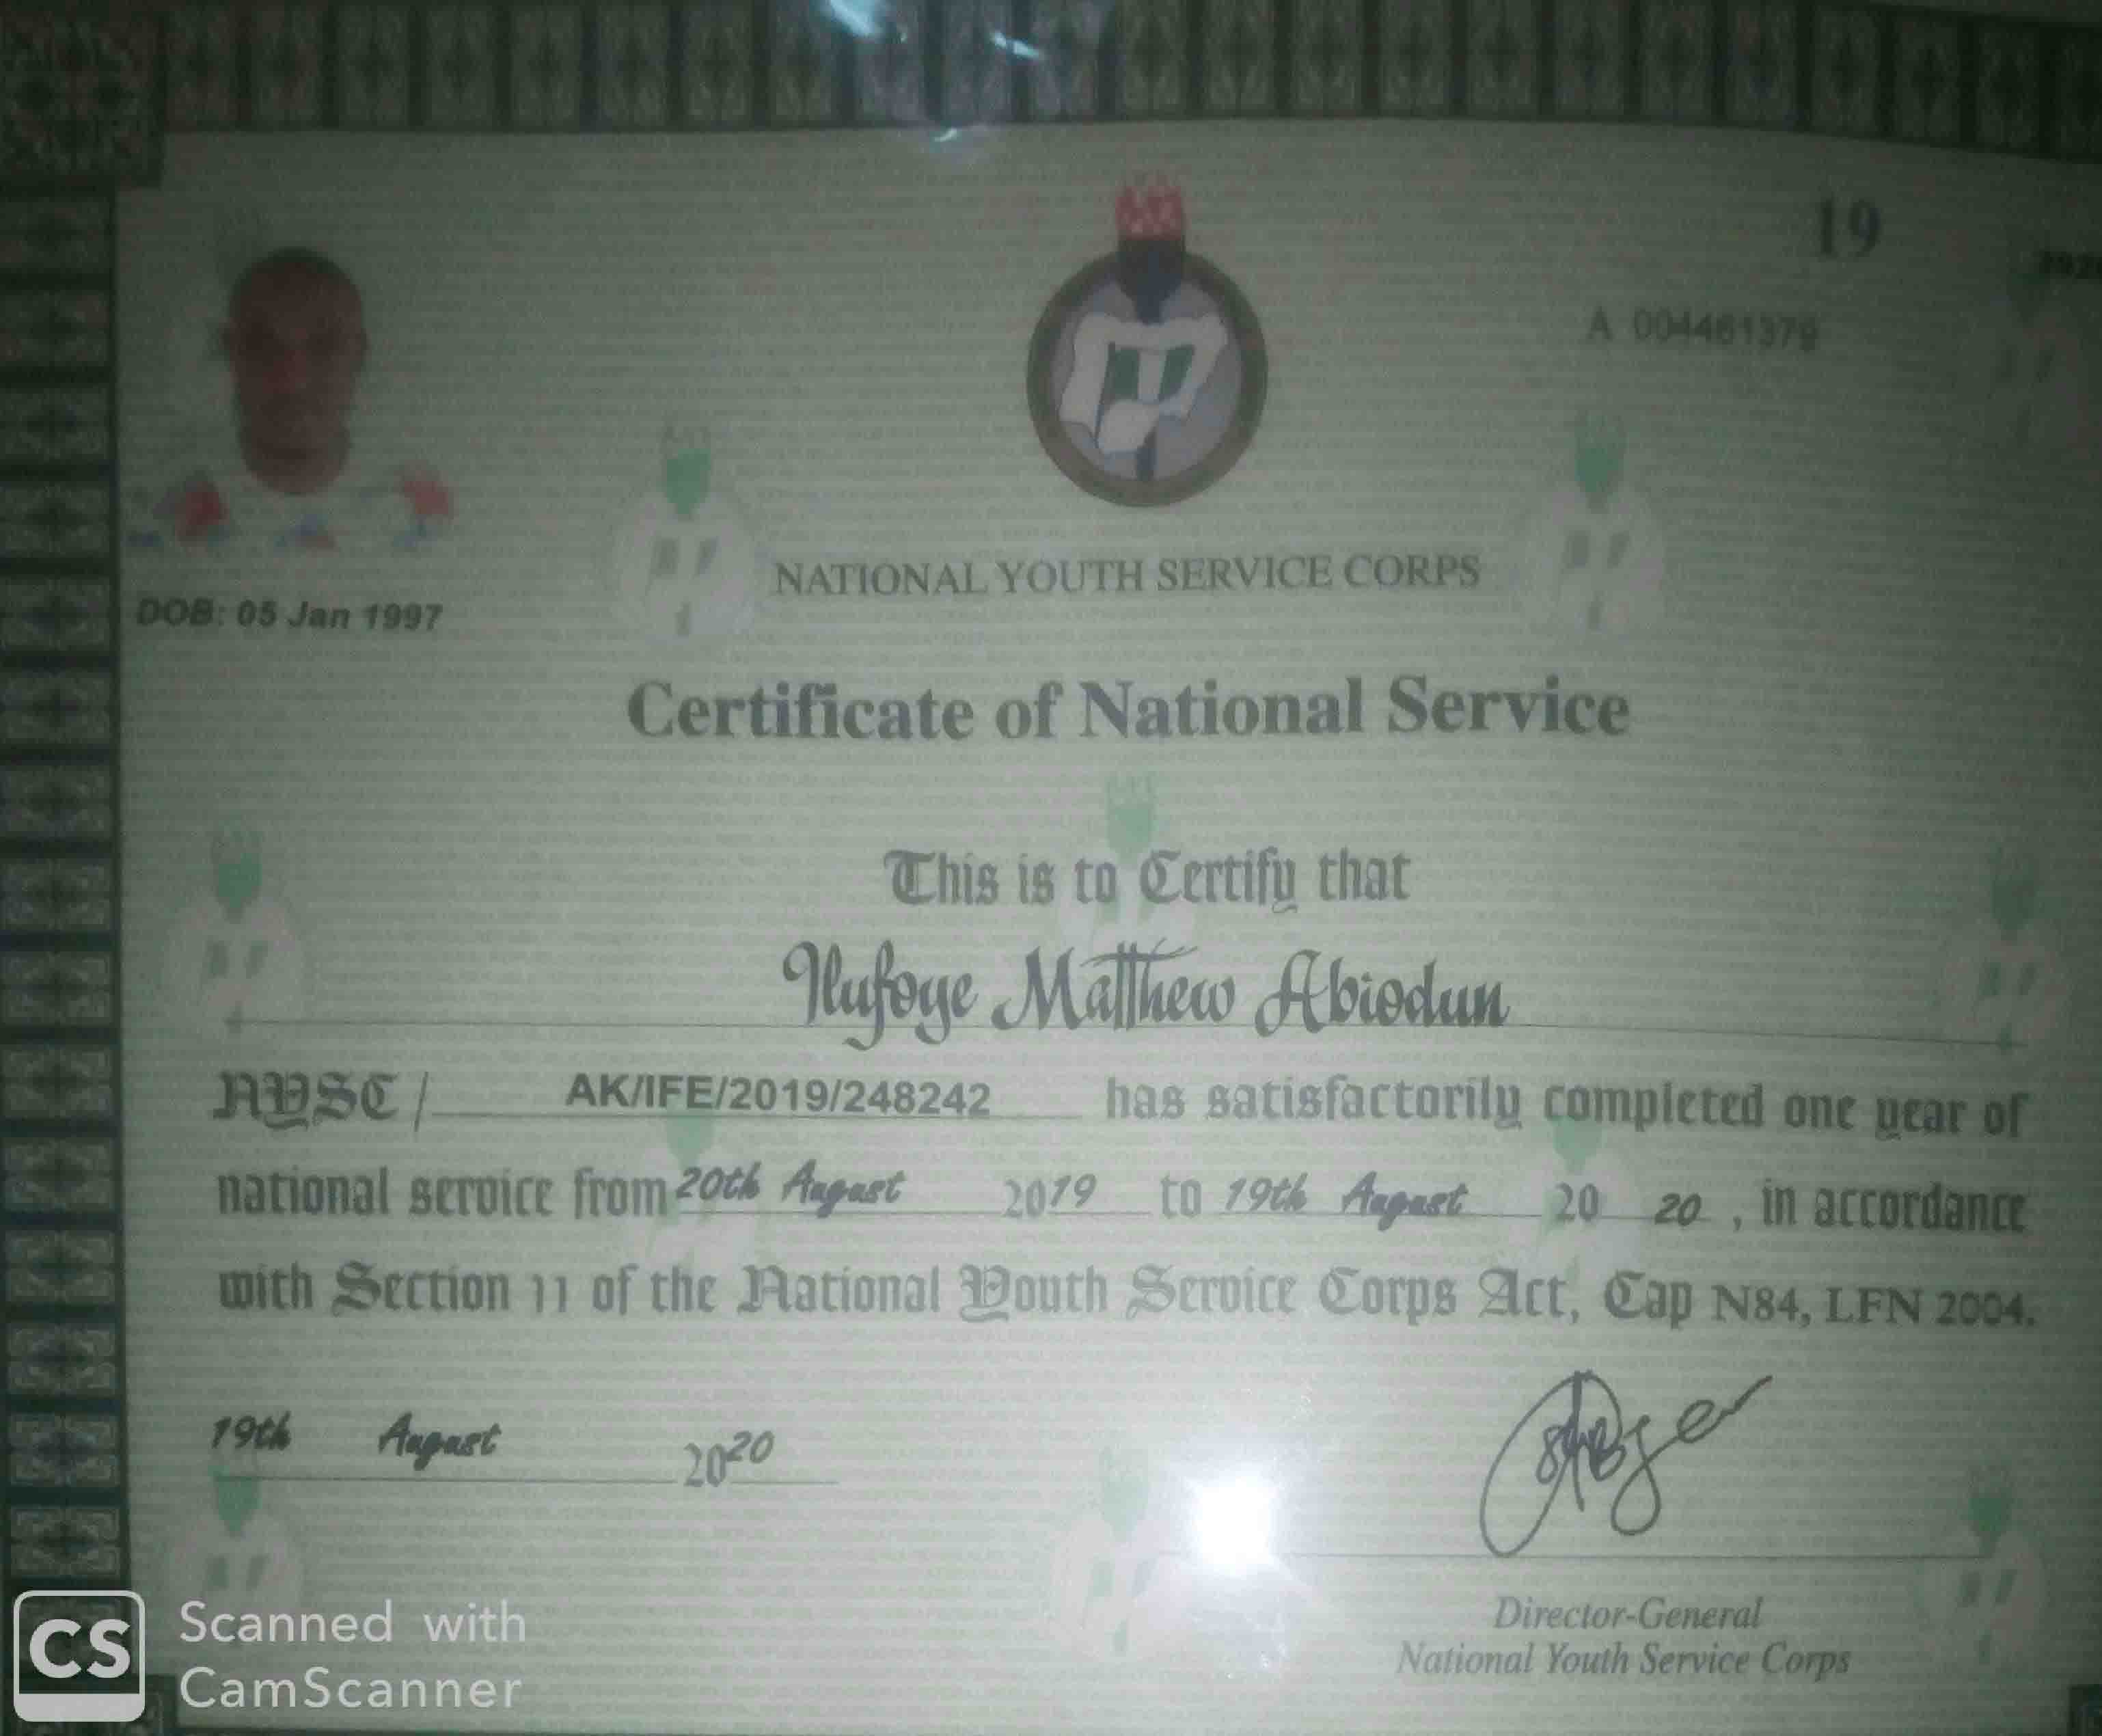 19
A 004461379
NATIONAL YOUTH SERVICE CORPS
DOB: 05 Jan 1997
Certificate of National Service
This is to Certify that
Ilufoye Matthew Abiodun
NYSC / AK/IFE/2019/248242 has satisfactorily completed one year of
national service from 20th August 2019 to 19th August 20 20 , in accordance
with Section 11 of the National Youth Service Corps Act, Cap N84, LFN 2004.
19th August 2020
Director-General
National Youth Service Corps
CS Scanned with
CamScanner